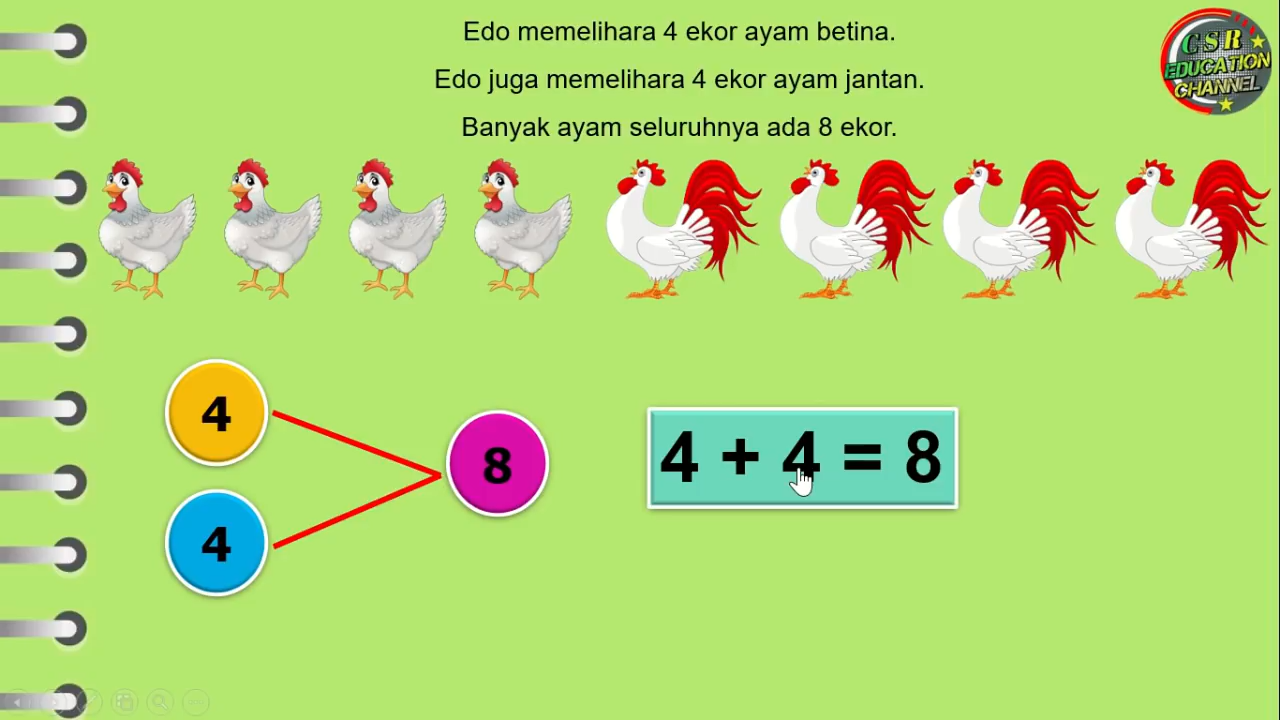 Edo memelihara 4 ekor ayam betina.
Edo juga memelihara 4 ekor ayam jantan.
Banyak ayam seluruhnya ada 8 ekor.
CSR
EDUCATION
CHANNEL
4
4
8
4 + 4 = 8